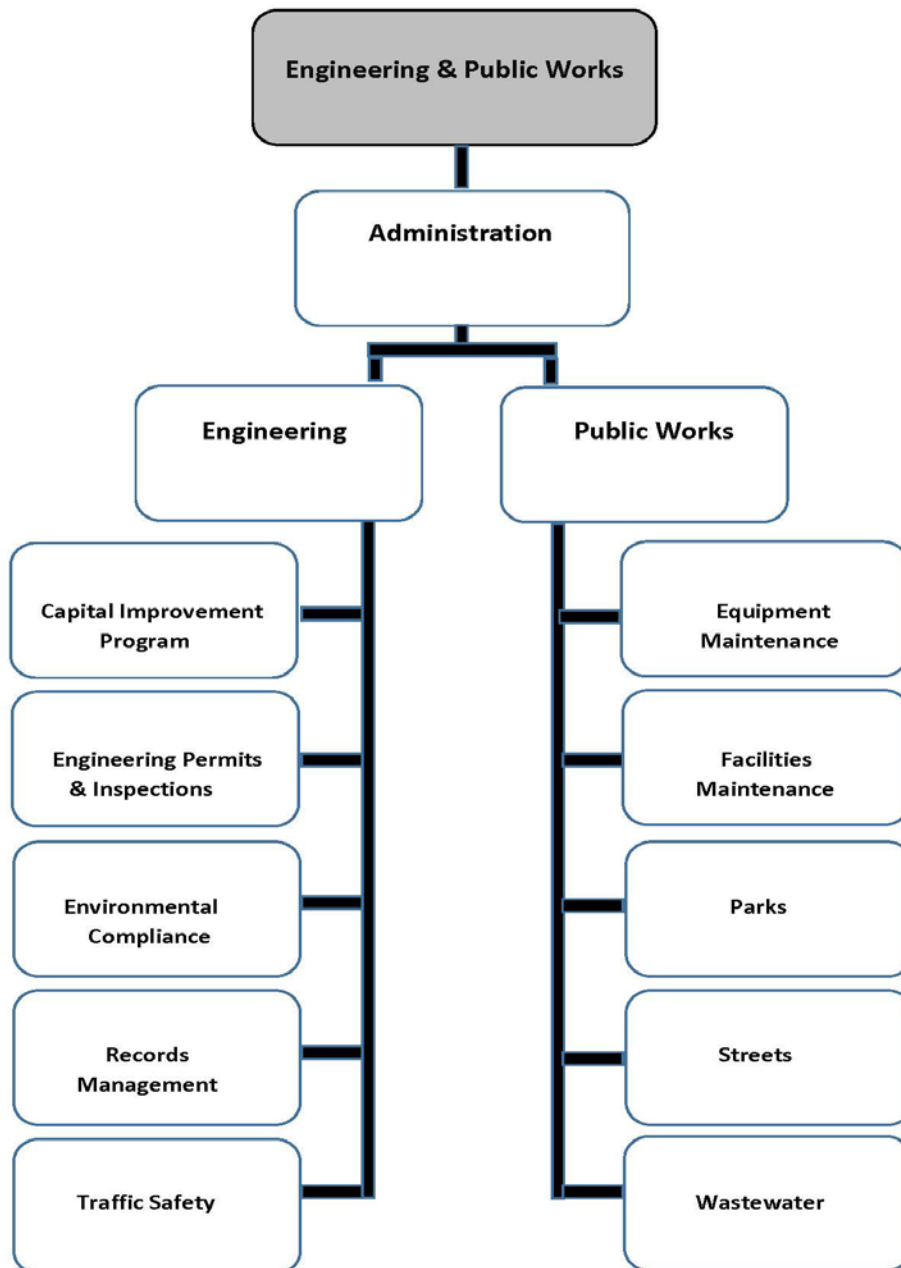 Engineering & Public Works
Administration
Engineering
Public Works
Capital Improvement
Program
Engineering Permits
& Inspections
Environmental
Compliance
Records
Management
Traffic Safety
Equipment
Maintenance
Facilities
Maintenance
Parks
Streets
Wastewater